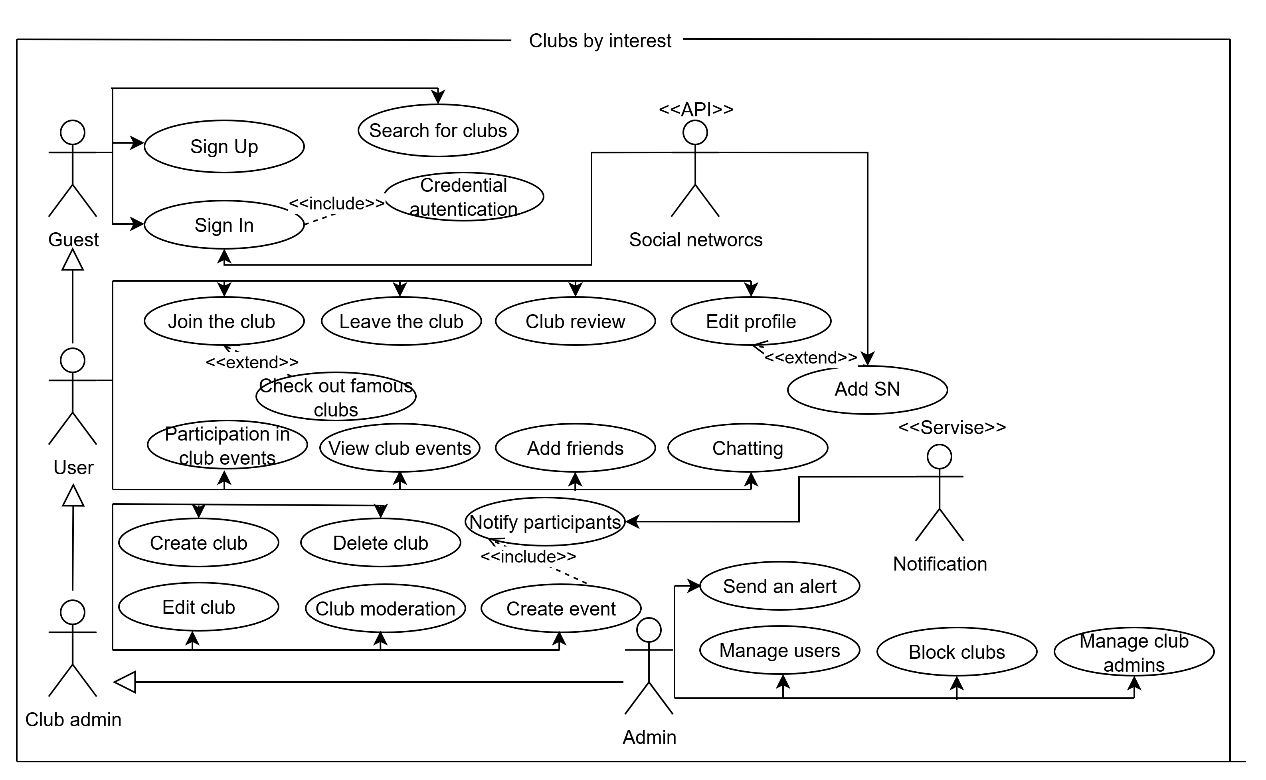 Clubs by interest
<<API>>
Search for clubs
Sign Up
Credential
autentication
<<include>>
Sign In
Guest
Social networcs
Join the club
Leave the club
Club review
Edit profile
<<extend>>
<<extend>>
Check out famous
clubs
Add SN
<<Servise>>
Participation in
club events
View club events
Add friends
Chatting
User
Notify participants
Create club
Delete club
<<include>>
Notification
Send an alert
Edit club
Club moderation
Create event
Manage users
Block clubs
Manage club
admins
Club admin
Admin